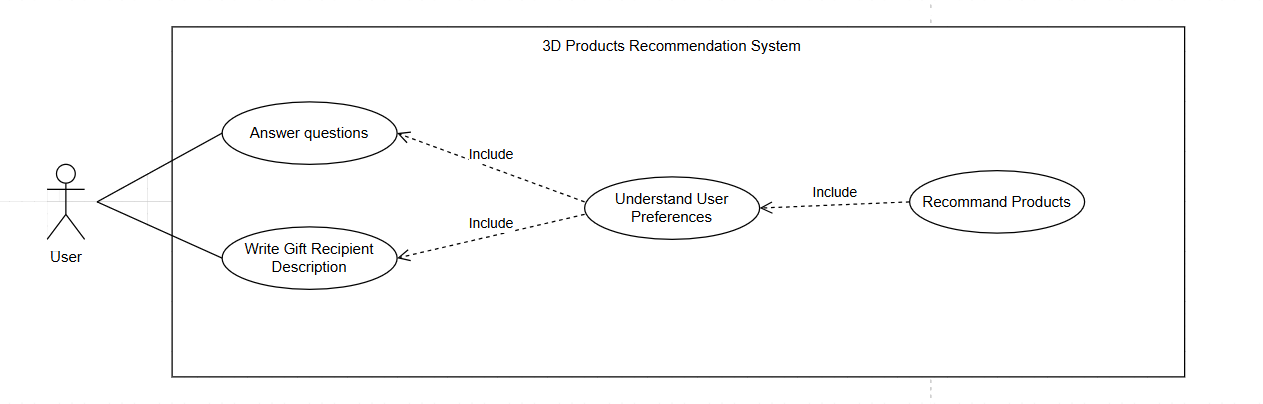 3D Products Recommendation System
Answer questions
Include
Understand User
Preferences
Include
Recommand Products
Include
Write Gift Recipient
Description
User